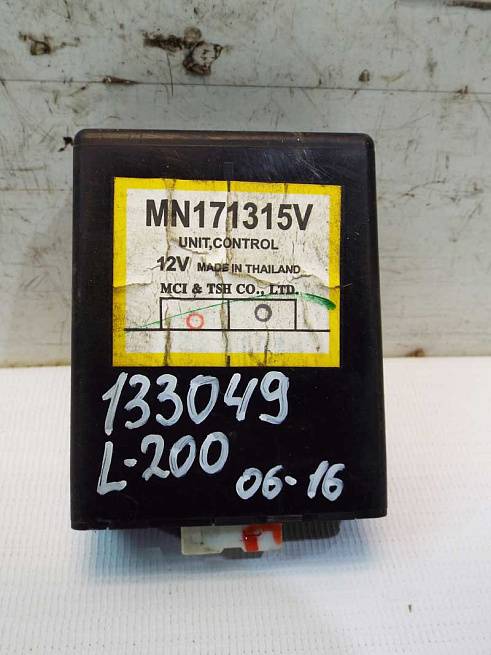 MN171315V
UNIT,CONTROL
12V MADE IN THAILAND
MCI & TSH CO., LTD.
133049
L-200 06-16